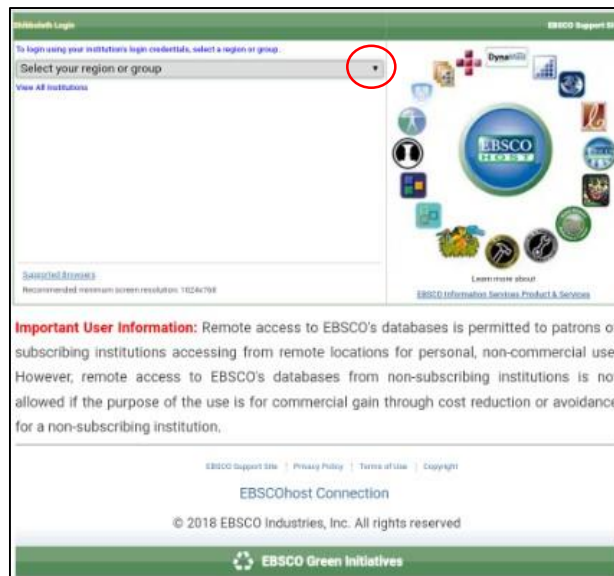 Shibboleth Login
EBSCO Support Si
To login using your institution's login credentials, select a region or group.
Select your region or group
View All Institutions
DynaMed
EBSCO
HOST
Supported Browsers
Recommended minimum screen resolution: 1024x768
Learn more about
EBSCO Information Services Product & Services
Important User Information: Remote access to EBSCO's databases is permitted to patrons o
subscribing institutions accessing from remote locations for personal, non-commercial use
However, remote access to EBSCO's databases from non-subscribing institutions is no
allowed if the purpose of the use is for commercial gain through cost reduction or avoidance
for a non-subscribing institution.
EBSCO Support Site | Privacy Policy | Terms of Use | Copyright
EBSCOhost Connection
© 2018 EBSCO Industries, Inc. All rights reserved
EBSCO Green Initiatives